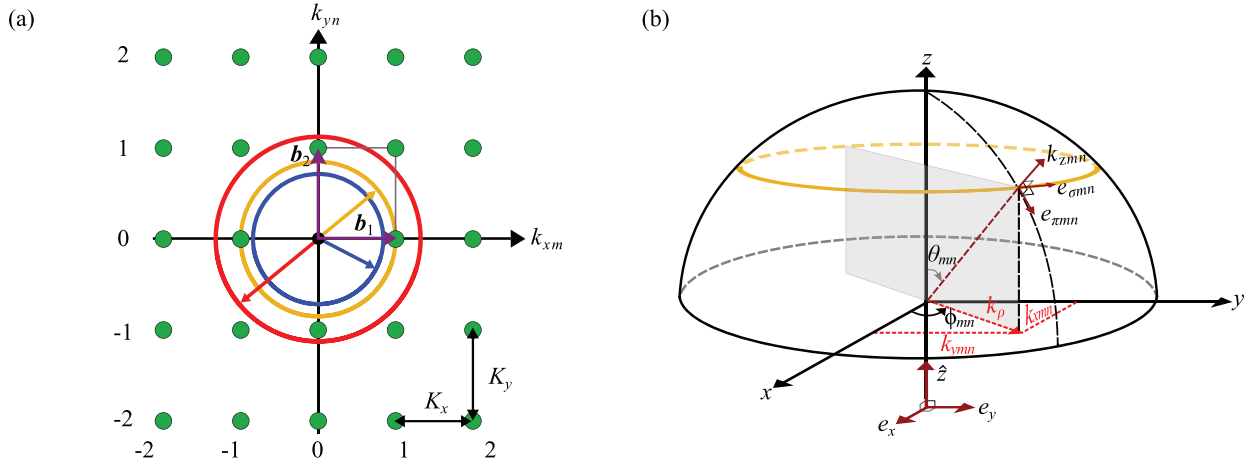 (a)
k_yn
2
1
b_2
0
b_1
k_xm
-1
K_y
K_x
-2
-2 -1 0 1 2
(b)
z
k_zmn
e_σmn
e_πmn
θ_mn
y
k_ρ
k_xmn
ϕ_mn
k_ymn
x
ẑ
e_x
e_y